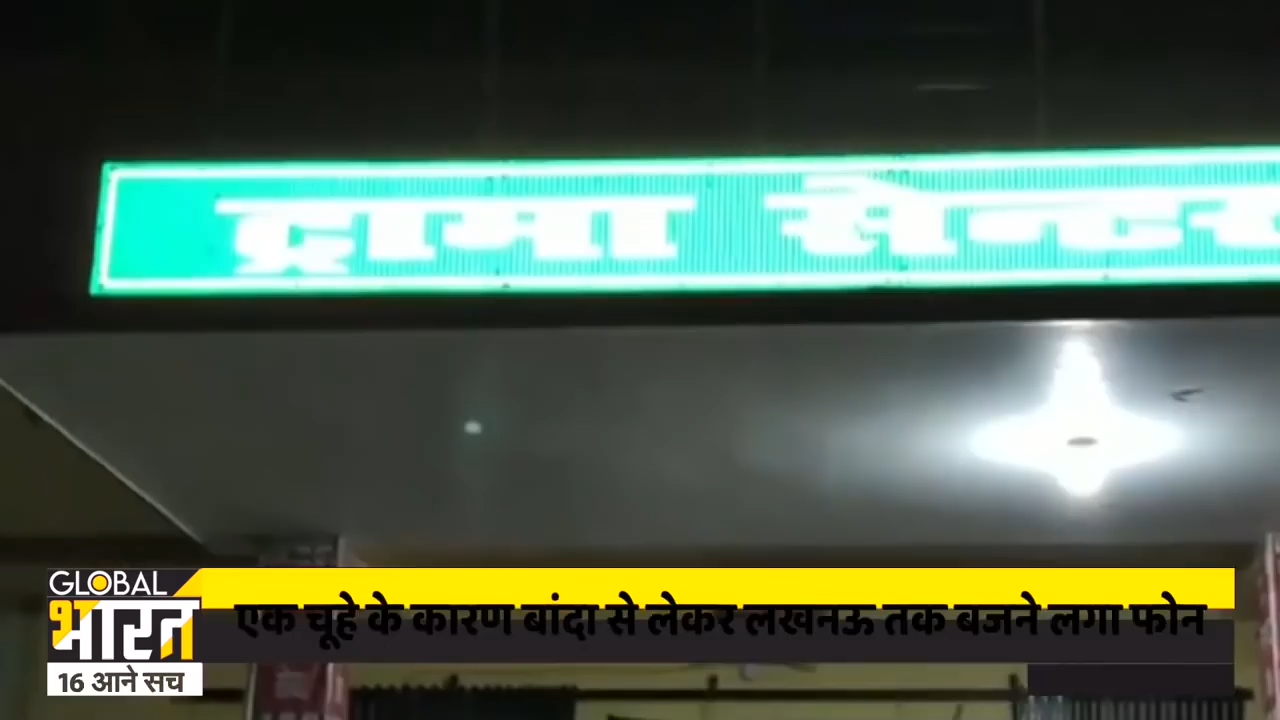 ट्रामा सेन्टर
GLOBAL
भारत
16 आने सच
एक चूहे के कारण बांदा से लेकर लखनऊ तक बजने लगा फोन